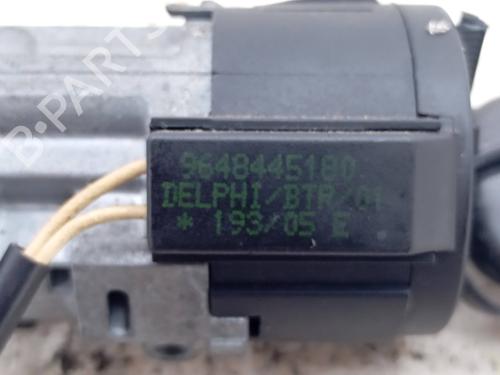 B-PARTS
9648445180
DELPHI/BTR/01
* 193/05 E